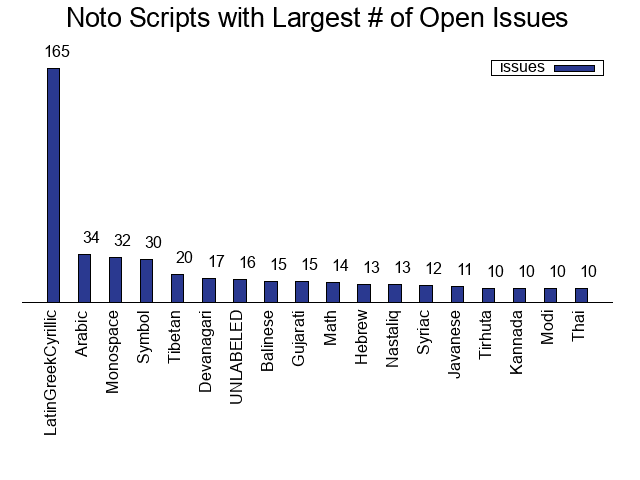 Noto Scripts with Largest # of Open Issues
165
issues
34
32
30
20
17
16
15
15
14
13
13
12
11
10
10
10
10
LatinGreekCyrillic
Arabic
Monospace
Symbol
Tibetan
Devanagari
UNLABELED
Balinese
Gujarati
Math
Hebrew
Nastaliq
Syriac
Javanese
Tirhuta
Kannada
Modi
Thai